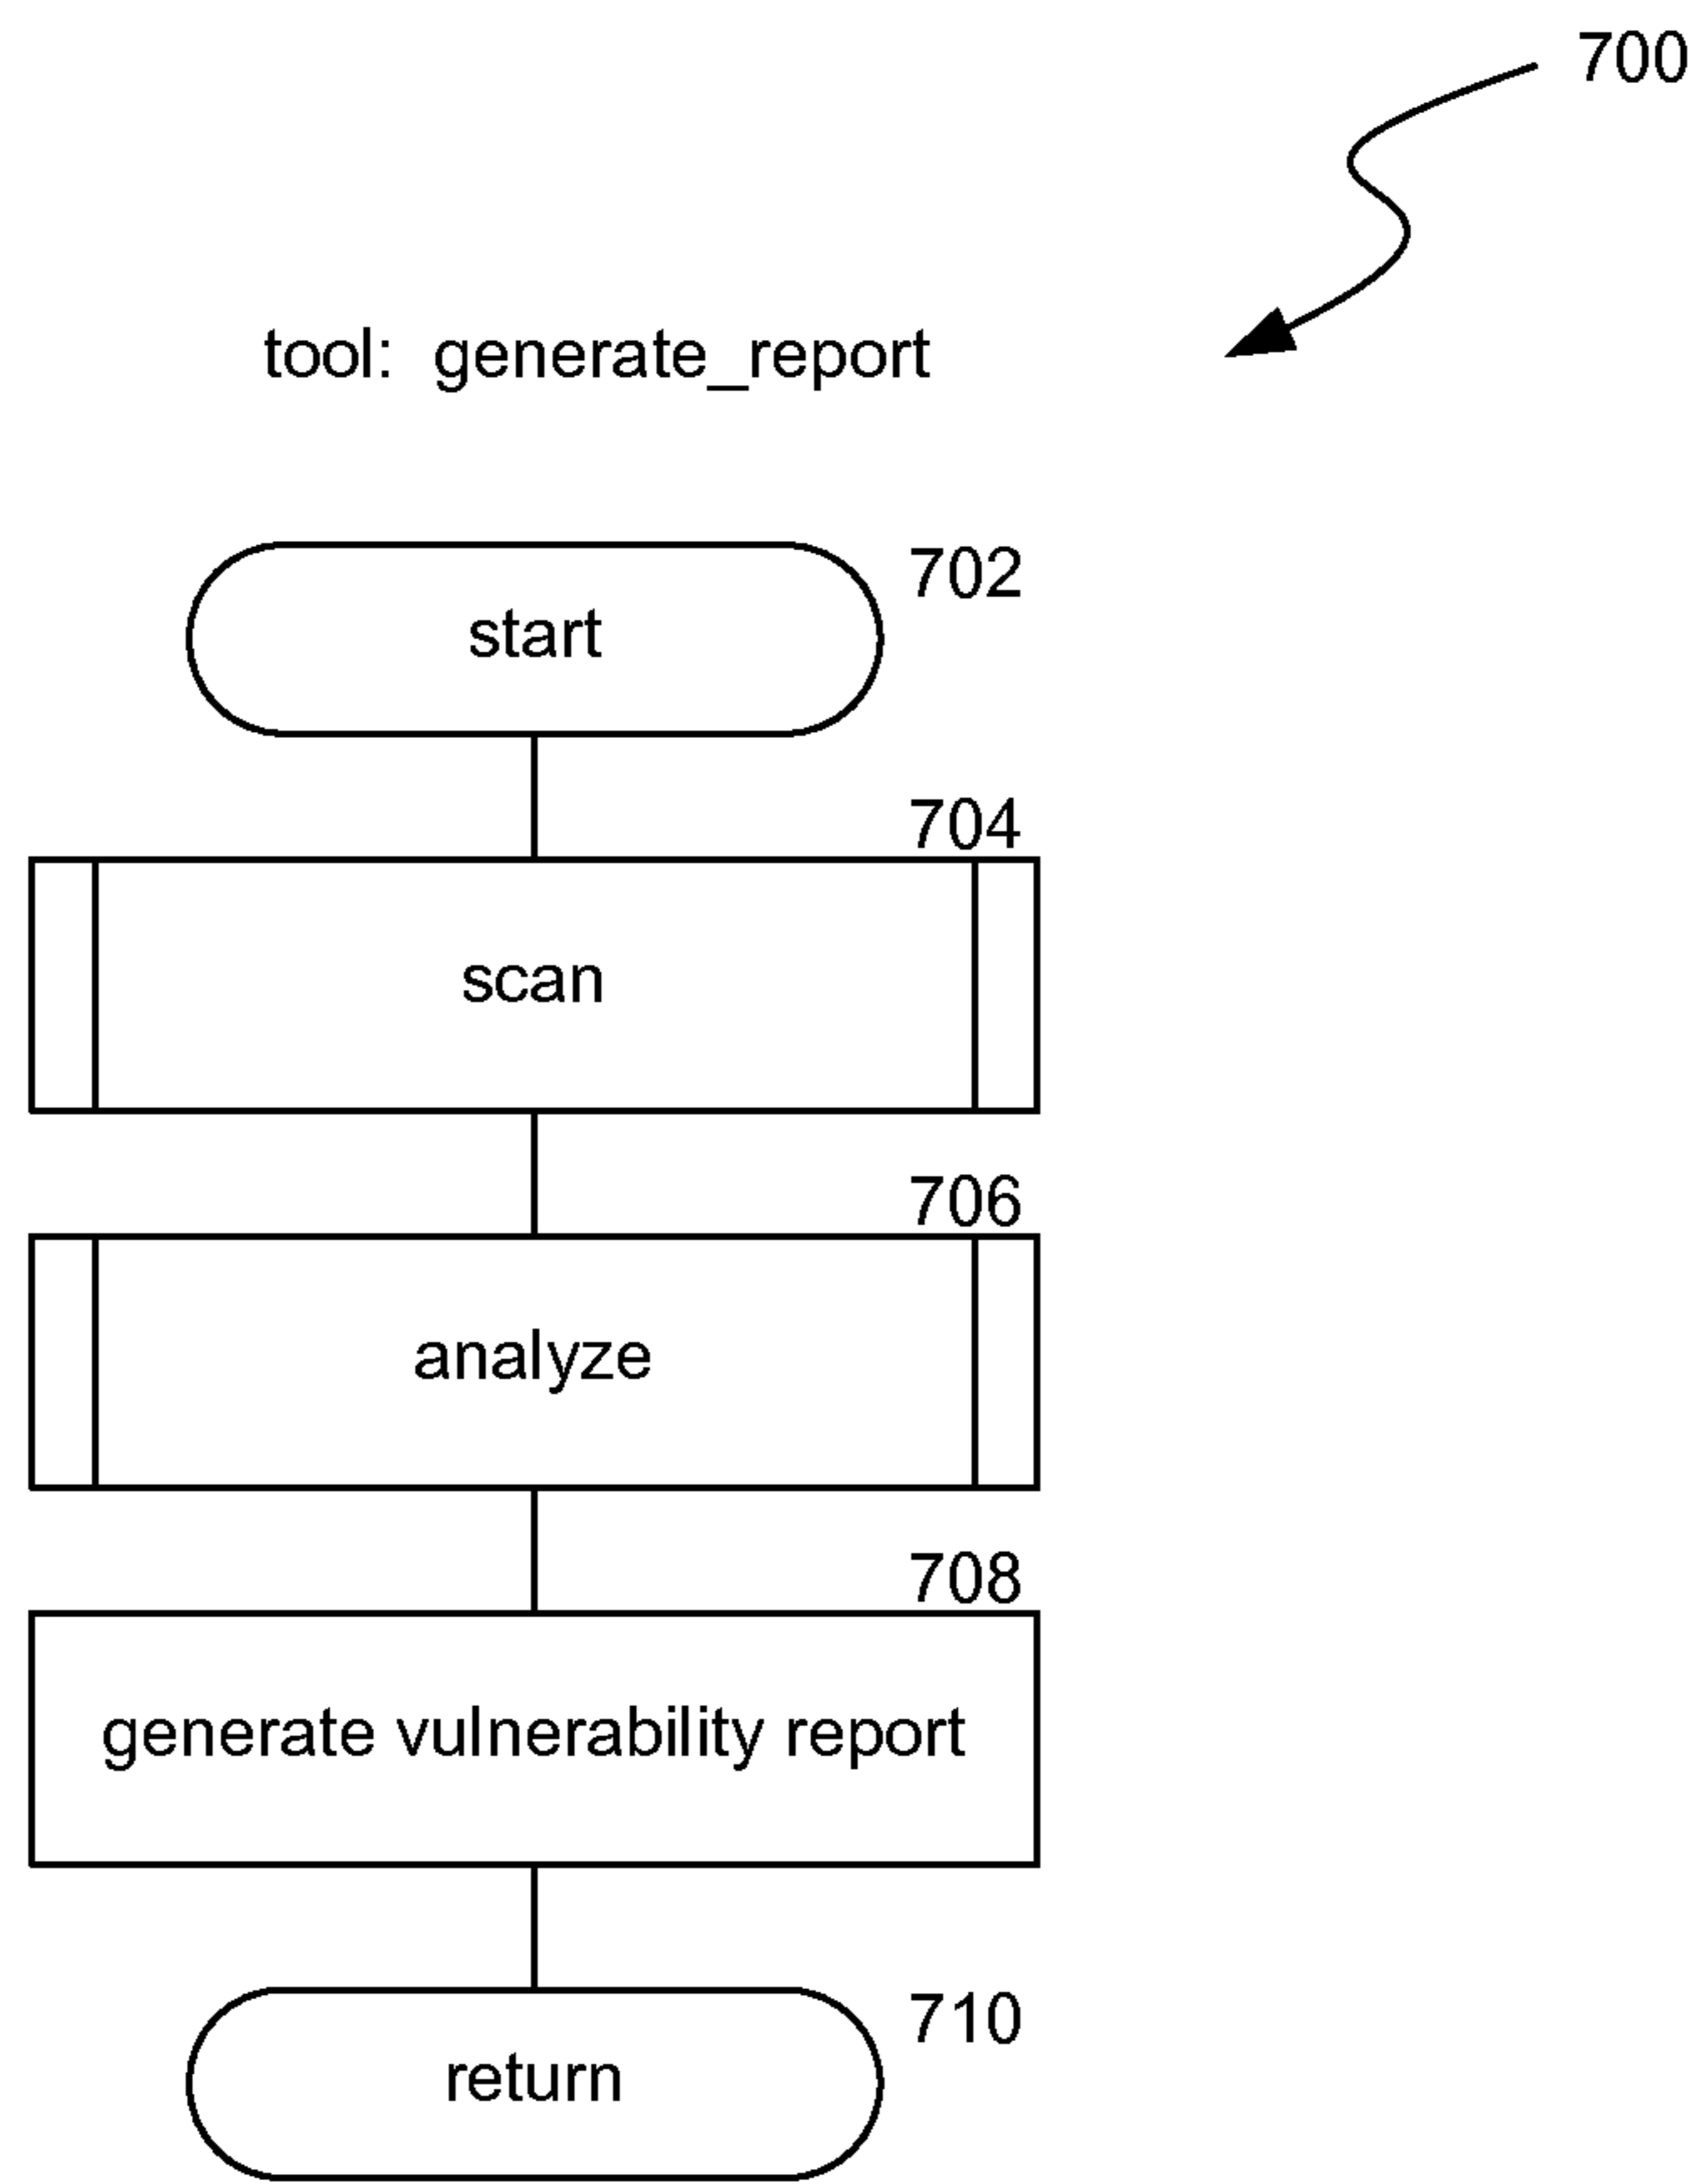 700
tool: generate_report
702
start
704
scan
706
analyze
708
generate vulnerability report
710
return